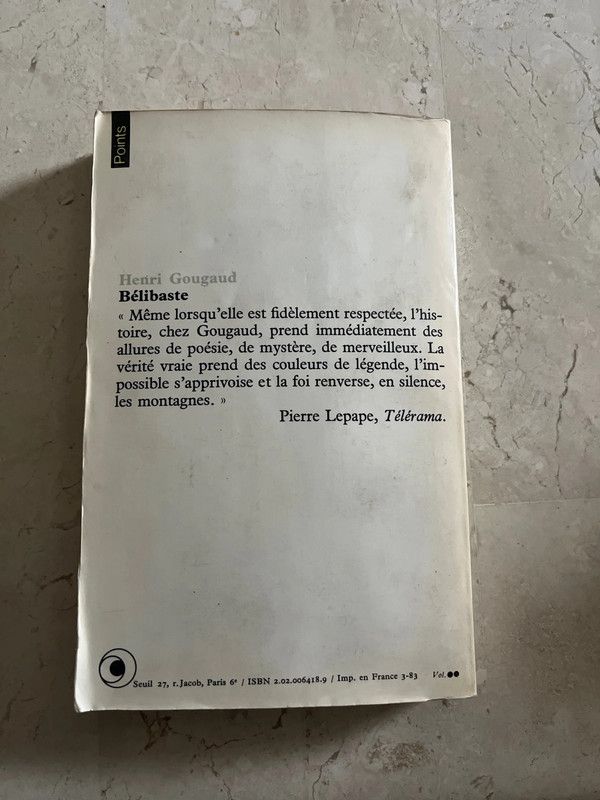 Points
Henri Gougaud
Bélibaste
« Même lorsqu'elle est fidèlement respectée, l'his-
toire, chez Gougaud, prend immédiatement des
allures de poésie, de mystère, de merveilleux. La
vérité vraie prend des couleurs de légende, l'im-
possible s'apprivoise et la foi renverse, en silence,
les montagnes. »
Pierre Lepape, Télérama.
Seuil 27, r. Jacob, Paris 6e / ISBN 2.02.006418.9 / Imp. en France 3-83 Vol. ●●